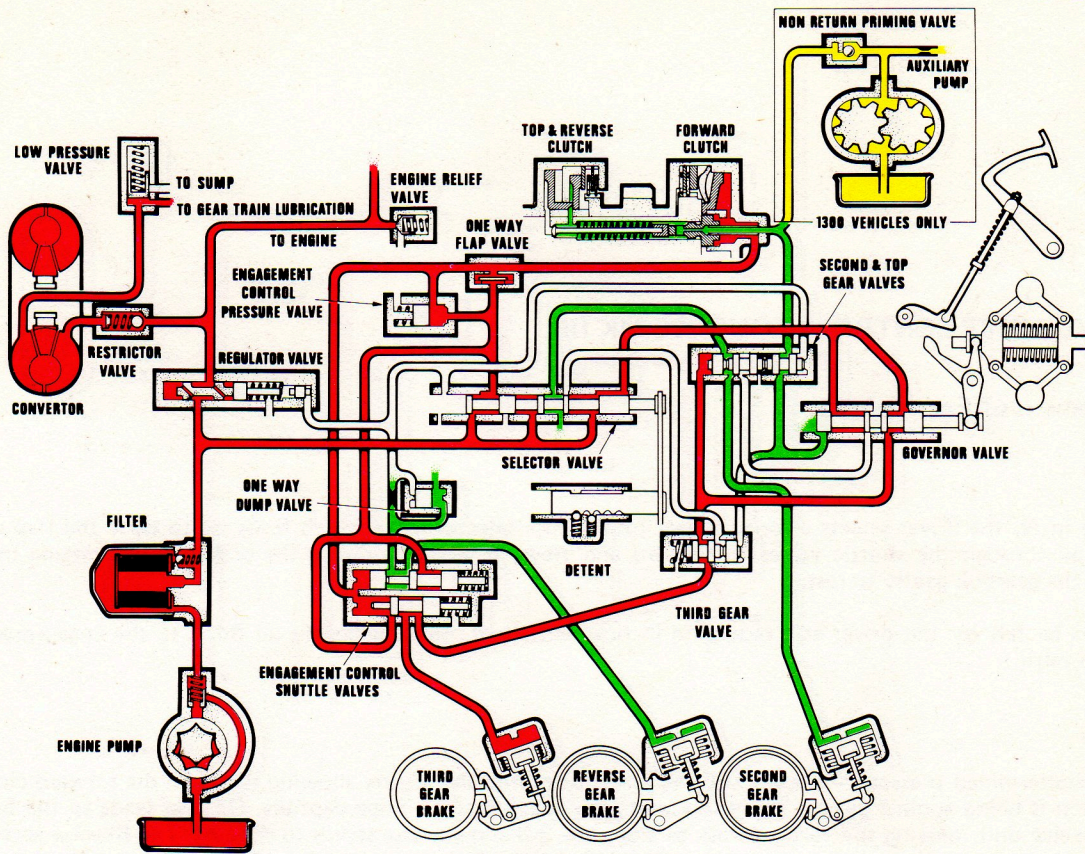 NON RETURN PRIMING VALVE
AUXILIARY
PUMP
1300 VEHICLES ONLY
TOP & REVERSE
CLUTCH
FORWARD
CLUTCH
LOW PRESSURE
VALVE
TO SUMP
TO GEAR TRAIN LUBRICATION
TO ENGINE
ENGINE RELIEF
VALVE
ONE WAY
FLAP VALVE
ENGAGEMENT
CONTROL
PRESSURE VALVE
SECOND & TOP
GEAR VALVES
RESTRICTOR
VALVE
CONVERTOR
REGULATOR VALVE
SELECTOR VALVE
GOVERNOR VALVE
ONE WAY
DUMP VALVE
FILTER
DETENT
THIRD GEAR
VALVE
ENGAGEMENT CONTROL
SHUTTLE VALVES
ENGINE PUMP
THIRD
GEAR
BRAKE
REVERSE
GEAR
BRAKE
SECOND
GEAR
BRAKE